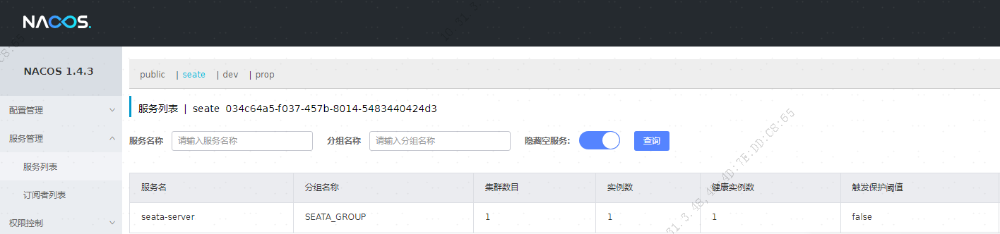 NACOS.
NACOS 1.4.3
public | seate | dev | prop
配置管理
服务列表 | seate 034c64a5-f037-457b-8014-5483440424d3
服务管理
服务名称 请输入服务名称 分组名称 请输入分组名称 隐藏空服务: 查询
服务列表
订阅者列表
权限控制
服务名 分组名称 集群数目 实例数 健康实例数 触发保护阈值
seata-server SEATA_GROUP 1 1 1 false